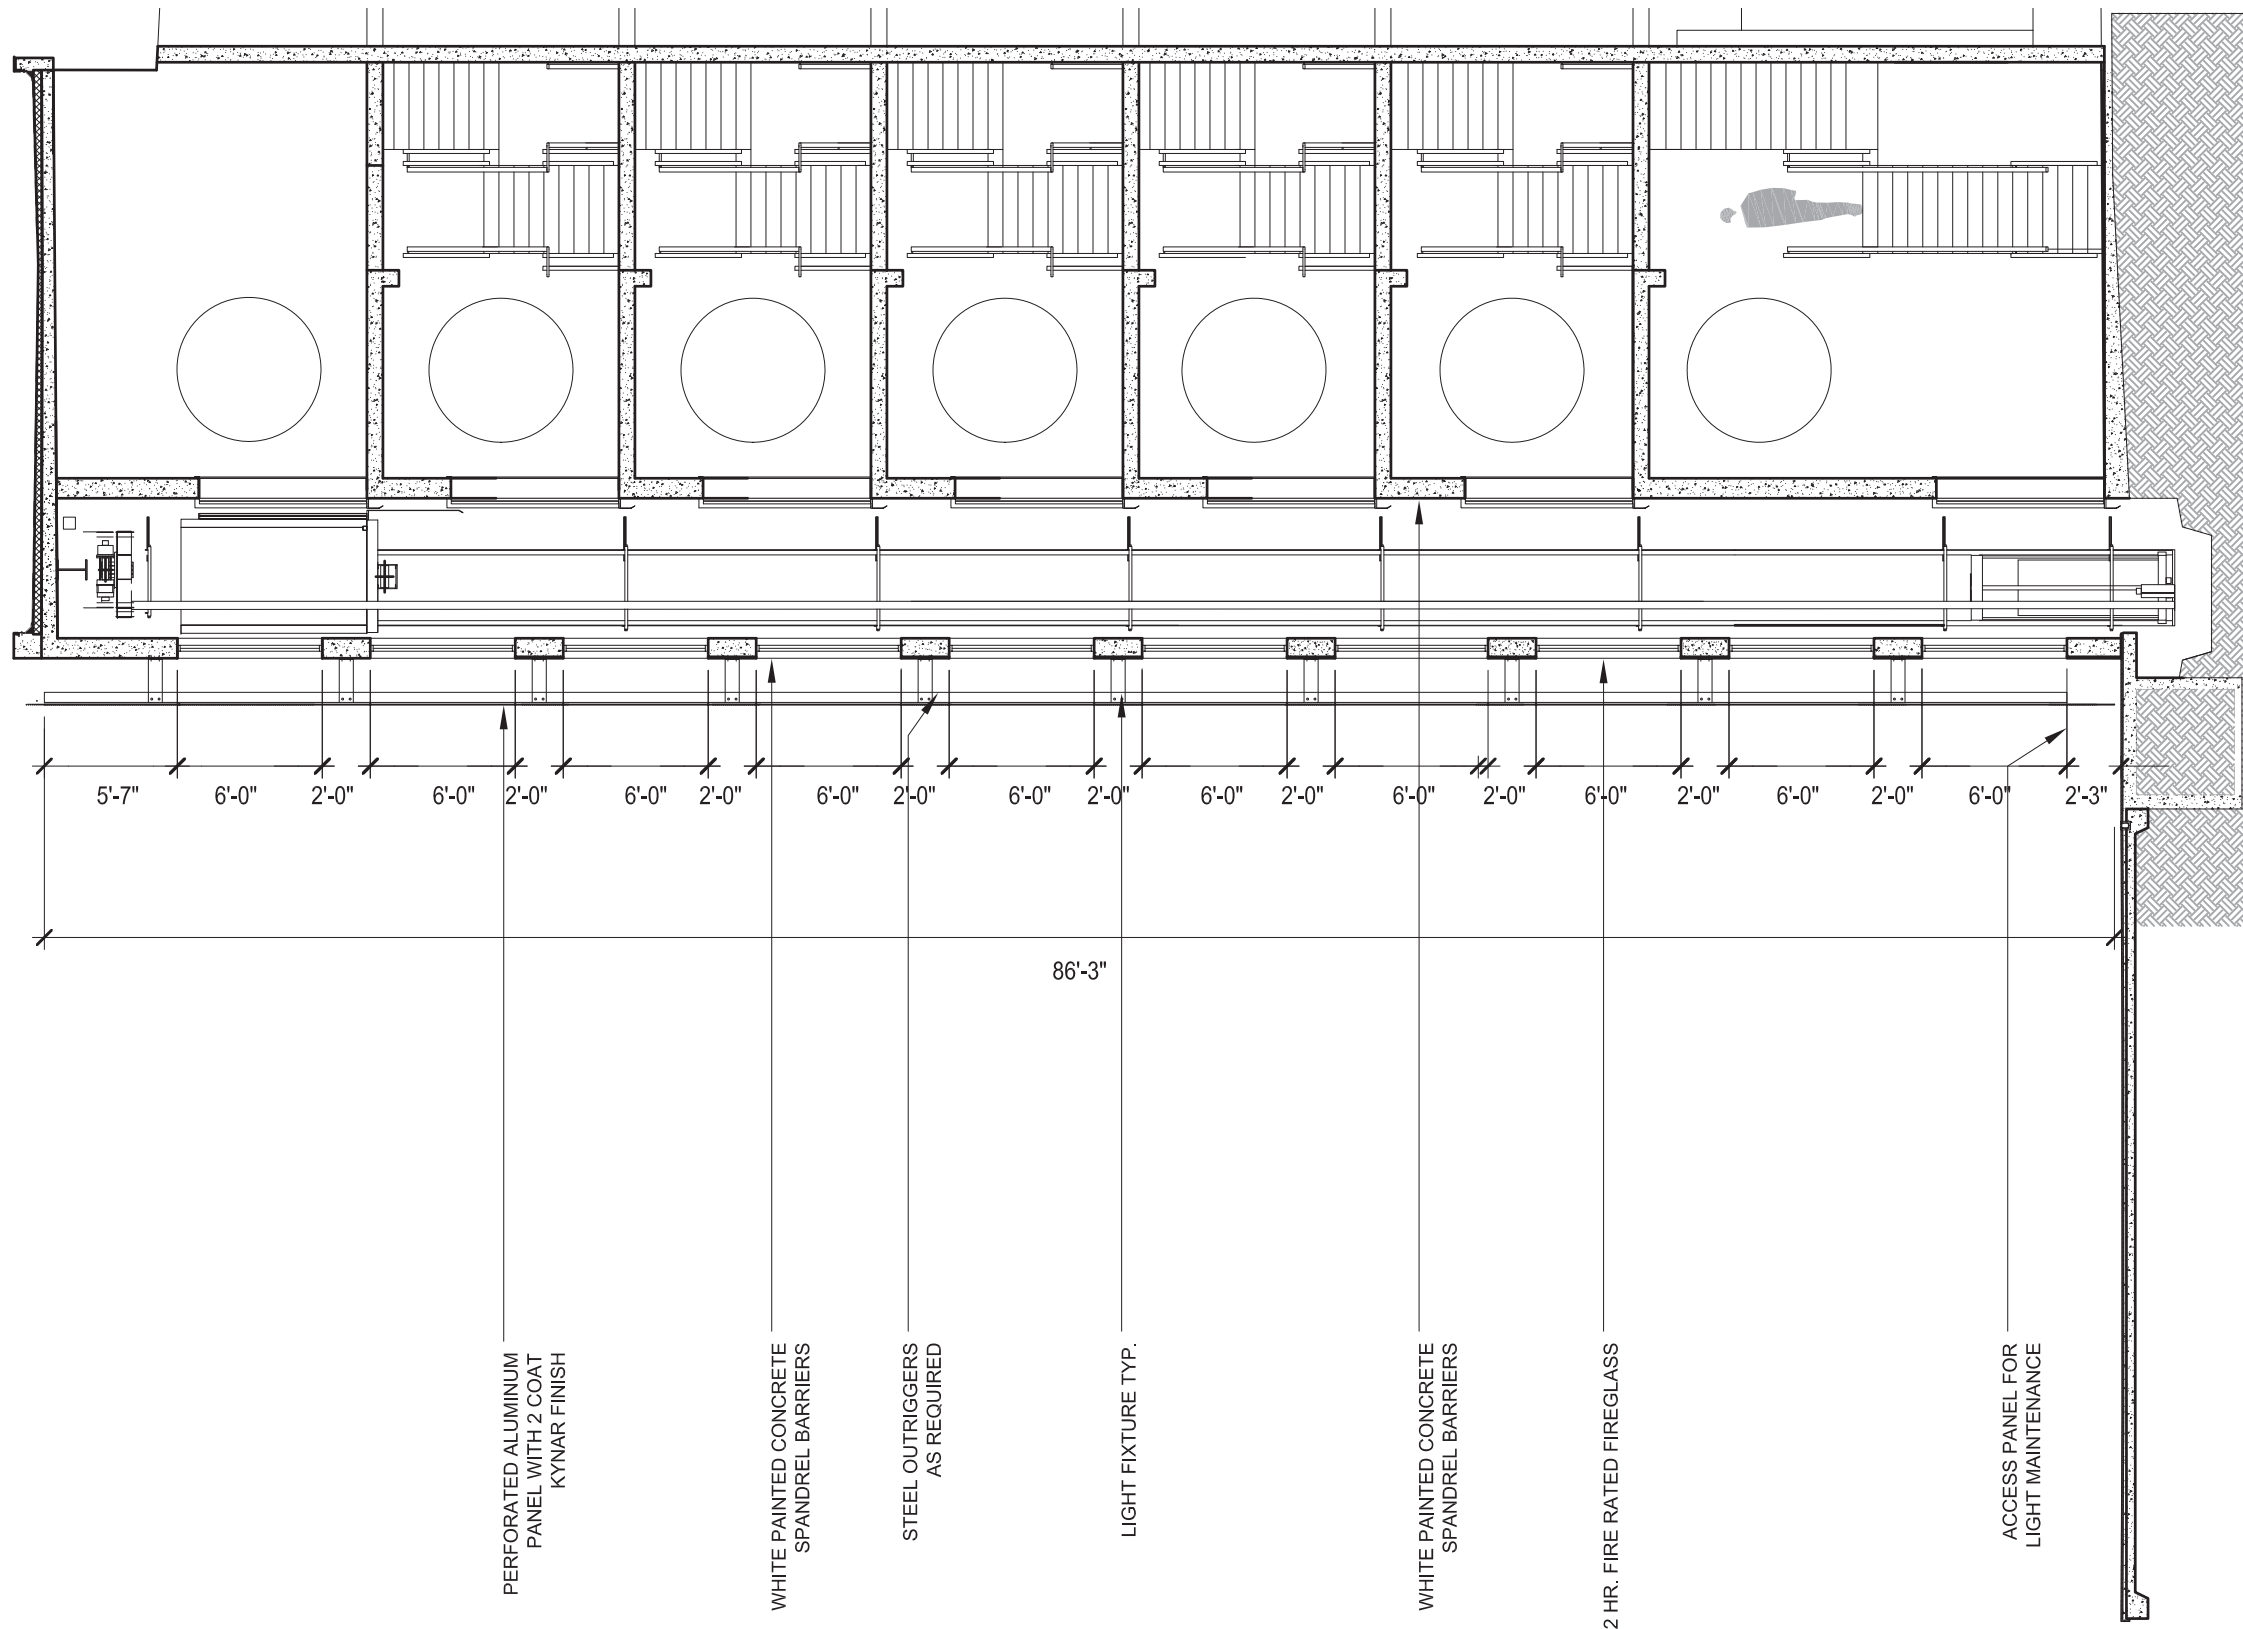 5'-7" 6'-0" 2'-0" 6'-0" 2'-0" 6'-0" 2'-0" 6'-0" 2'-0" 6'-0" 2'-0" 6'-0" 2'-0" 6'-0" 2'-0" 6'-0" 2'-0" 6'-0" 2'-0" 6'-0" 2'-3"
86'-3"
PERFORATED ALUMINUM
PANEL WITH 2 COAT
KYNAR FINISH
WHITE PAINTED CONCRETE
SPANDREL BARRIERS
STEEL OUTRIGGERS
AS REQUIRED
LIGHT FIXTURE TYP.
WHITE PAINTED CONCRETE
SPANDREL BARRIERS
2 HR. FIRE RATED FIREGLASS
ACCESS PANEL FOR
LIGHT MAINTENANCE